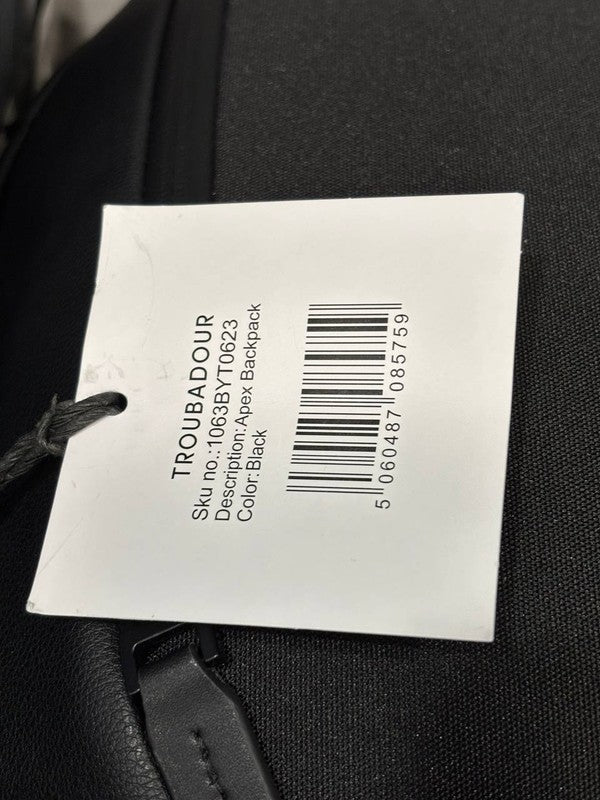 TROUBADOUR
Sku no.:1063BYT0623
Description:Apex Backpack
Color:Black
5 060487 085759